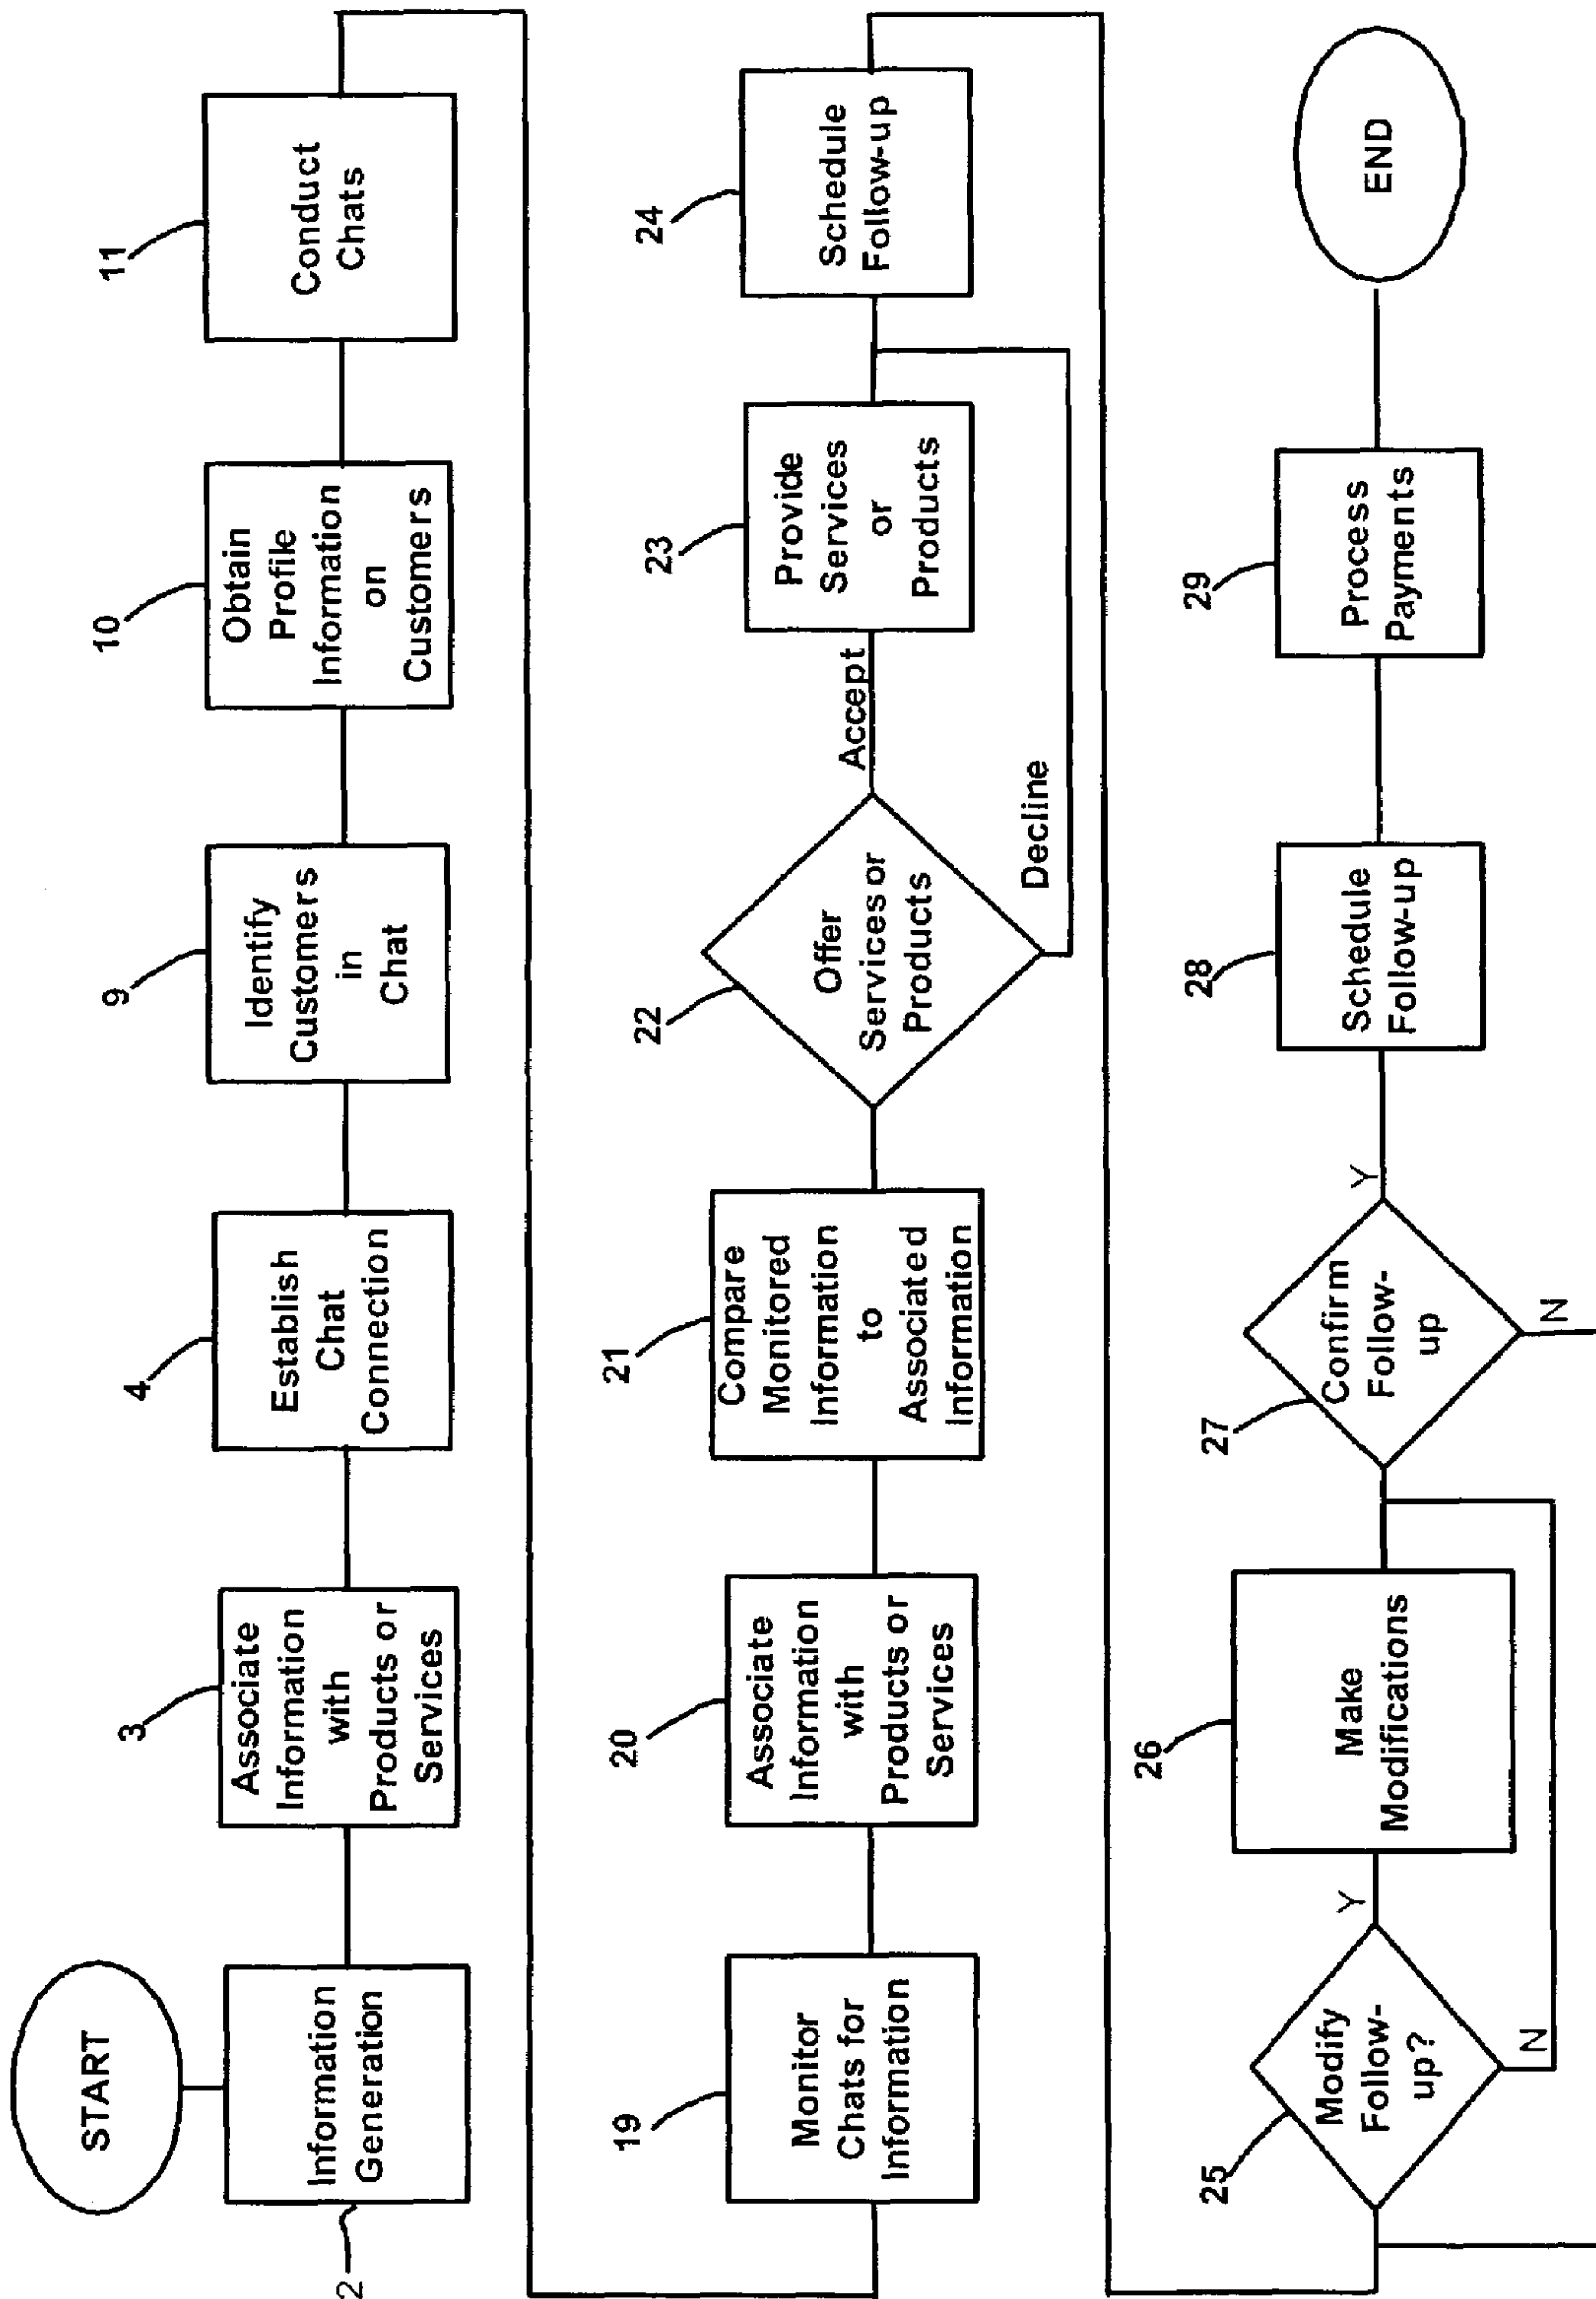 START
2
Information
Generation
3
Associate
Information
with
Products or
Services
4
Establish
Chat
Connection
9
Identify
Customers
in
Chat
10
Obtain
Profile
Information
on
Customers
11
Conduct
Chats
19
Monitor
Chats for
Information
20
Associate
Information
with
Products or
Services
21
Compare
Monitored
Information
to
Associated
Information
22
Offer
Services or
Products
Accept
Decline
23
Provide
Services
or
Products
24
Schedule
Follow-up
25
Modify
Follow-
up?
Y
N
26
Make
Modifications
27
Confirm
Follow-
up
Y
N
28
Schedule
Follow-up
29
Process
Payments
END